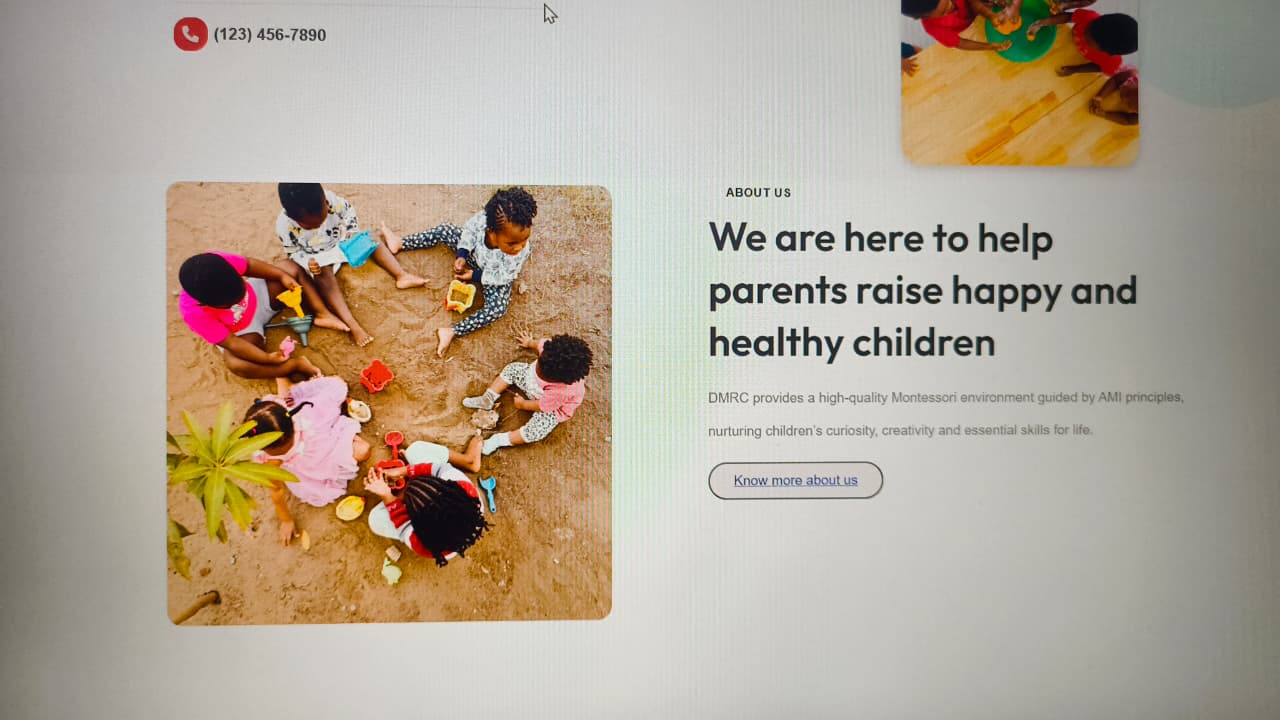 (123) 456-7890
ABOUT US
We are here to help
parents raise happy and
healthy children
DMRC provides a high-quality Montessori environment guided by AMI principles,
nurturing children's curiosity, creativity and essential skills for life.
Know more about us